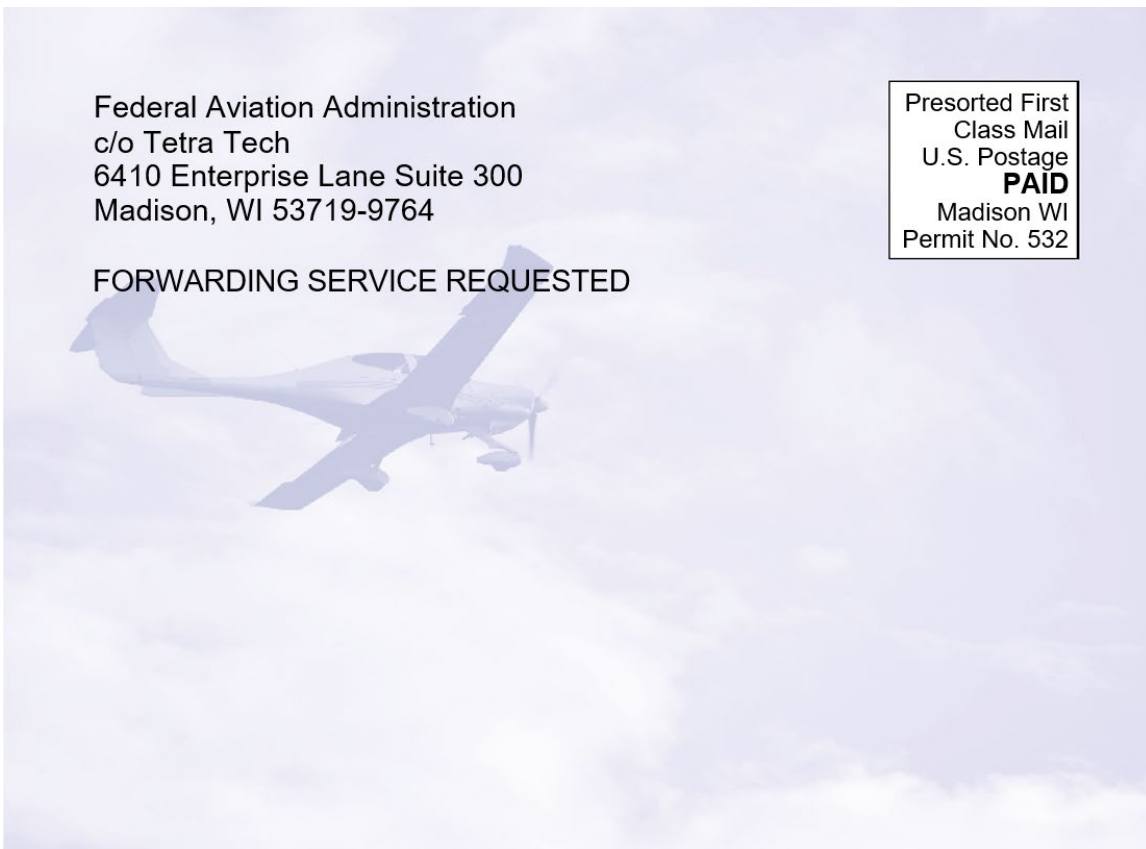 Federal Aviation Administration
c/o Tetra Tech
6410 Enterprise Lane Suite 300
Madison, WI 53719-9764
FORWARDING SERVICE REQUESTED
Presorted First
Class Mail
U.S. Postage
PAID
Madison WI
Permit No. 532